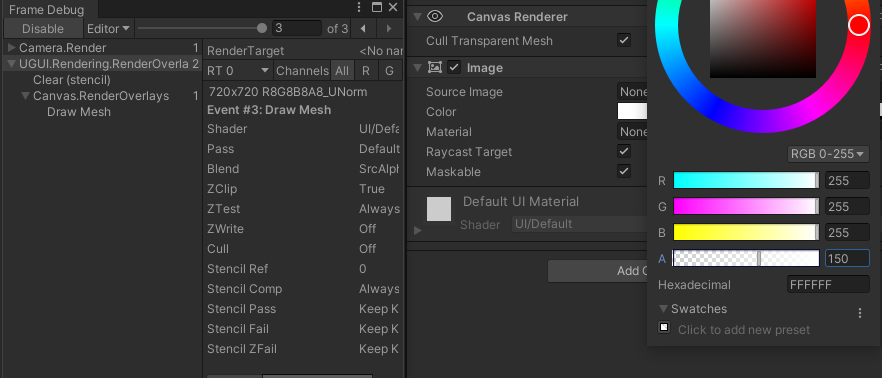 Frame Debug
Disable
Editor
3
of 3
Camera.Render 1
UGUI.Rendering.RenderOverla 2
Clear (stencil)
Canvas.RenderOverlays 1
Draw Mesh
RenderTarget <No nar
RT 0
Channels
All
R
G
720x720 R8G8B8A8_UNorm
Event #3: Draw Mesh
Shader UI/Defa
Pass Default
Blend SrcAlph
ZClip True
ZTest Always
ZWrite Off
Cull Off
Stencil Ref 0
Stencil Comp Always
Stencil Pass Keep K
Stencil Fail Keep K
Stencil ZFail Keep K
Canvas Renderer
Cull Transparent Mesh
Image
Source Image None
Color
Material None
Raycast Target
Maskable
Default UI Material
Shader UI/Default
Add C
RGB 0-255
R 255
G 255
B 255
A 150
Hexadecimal FFFFFF
Swatches
Click to add new preset